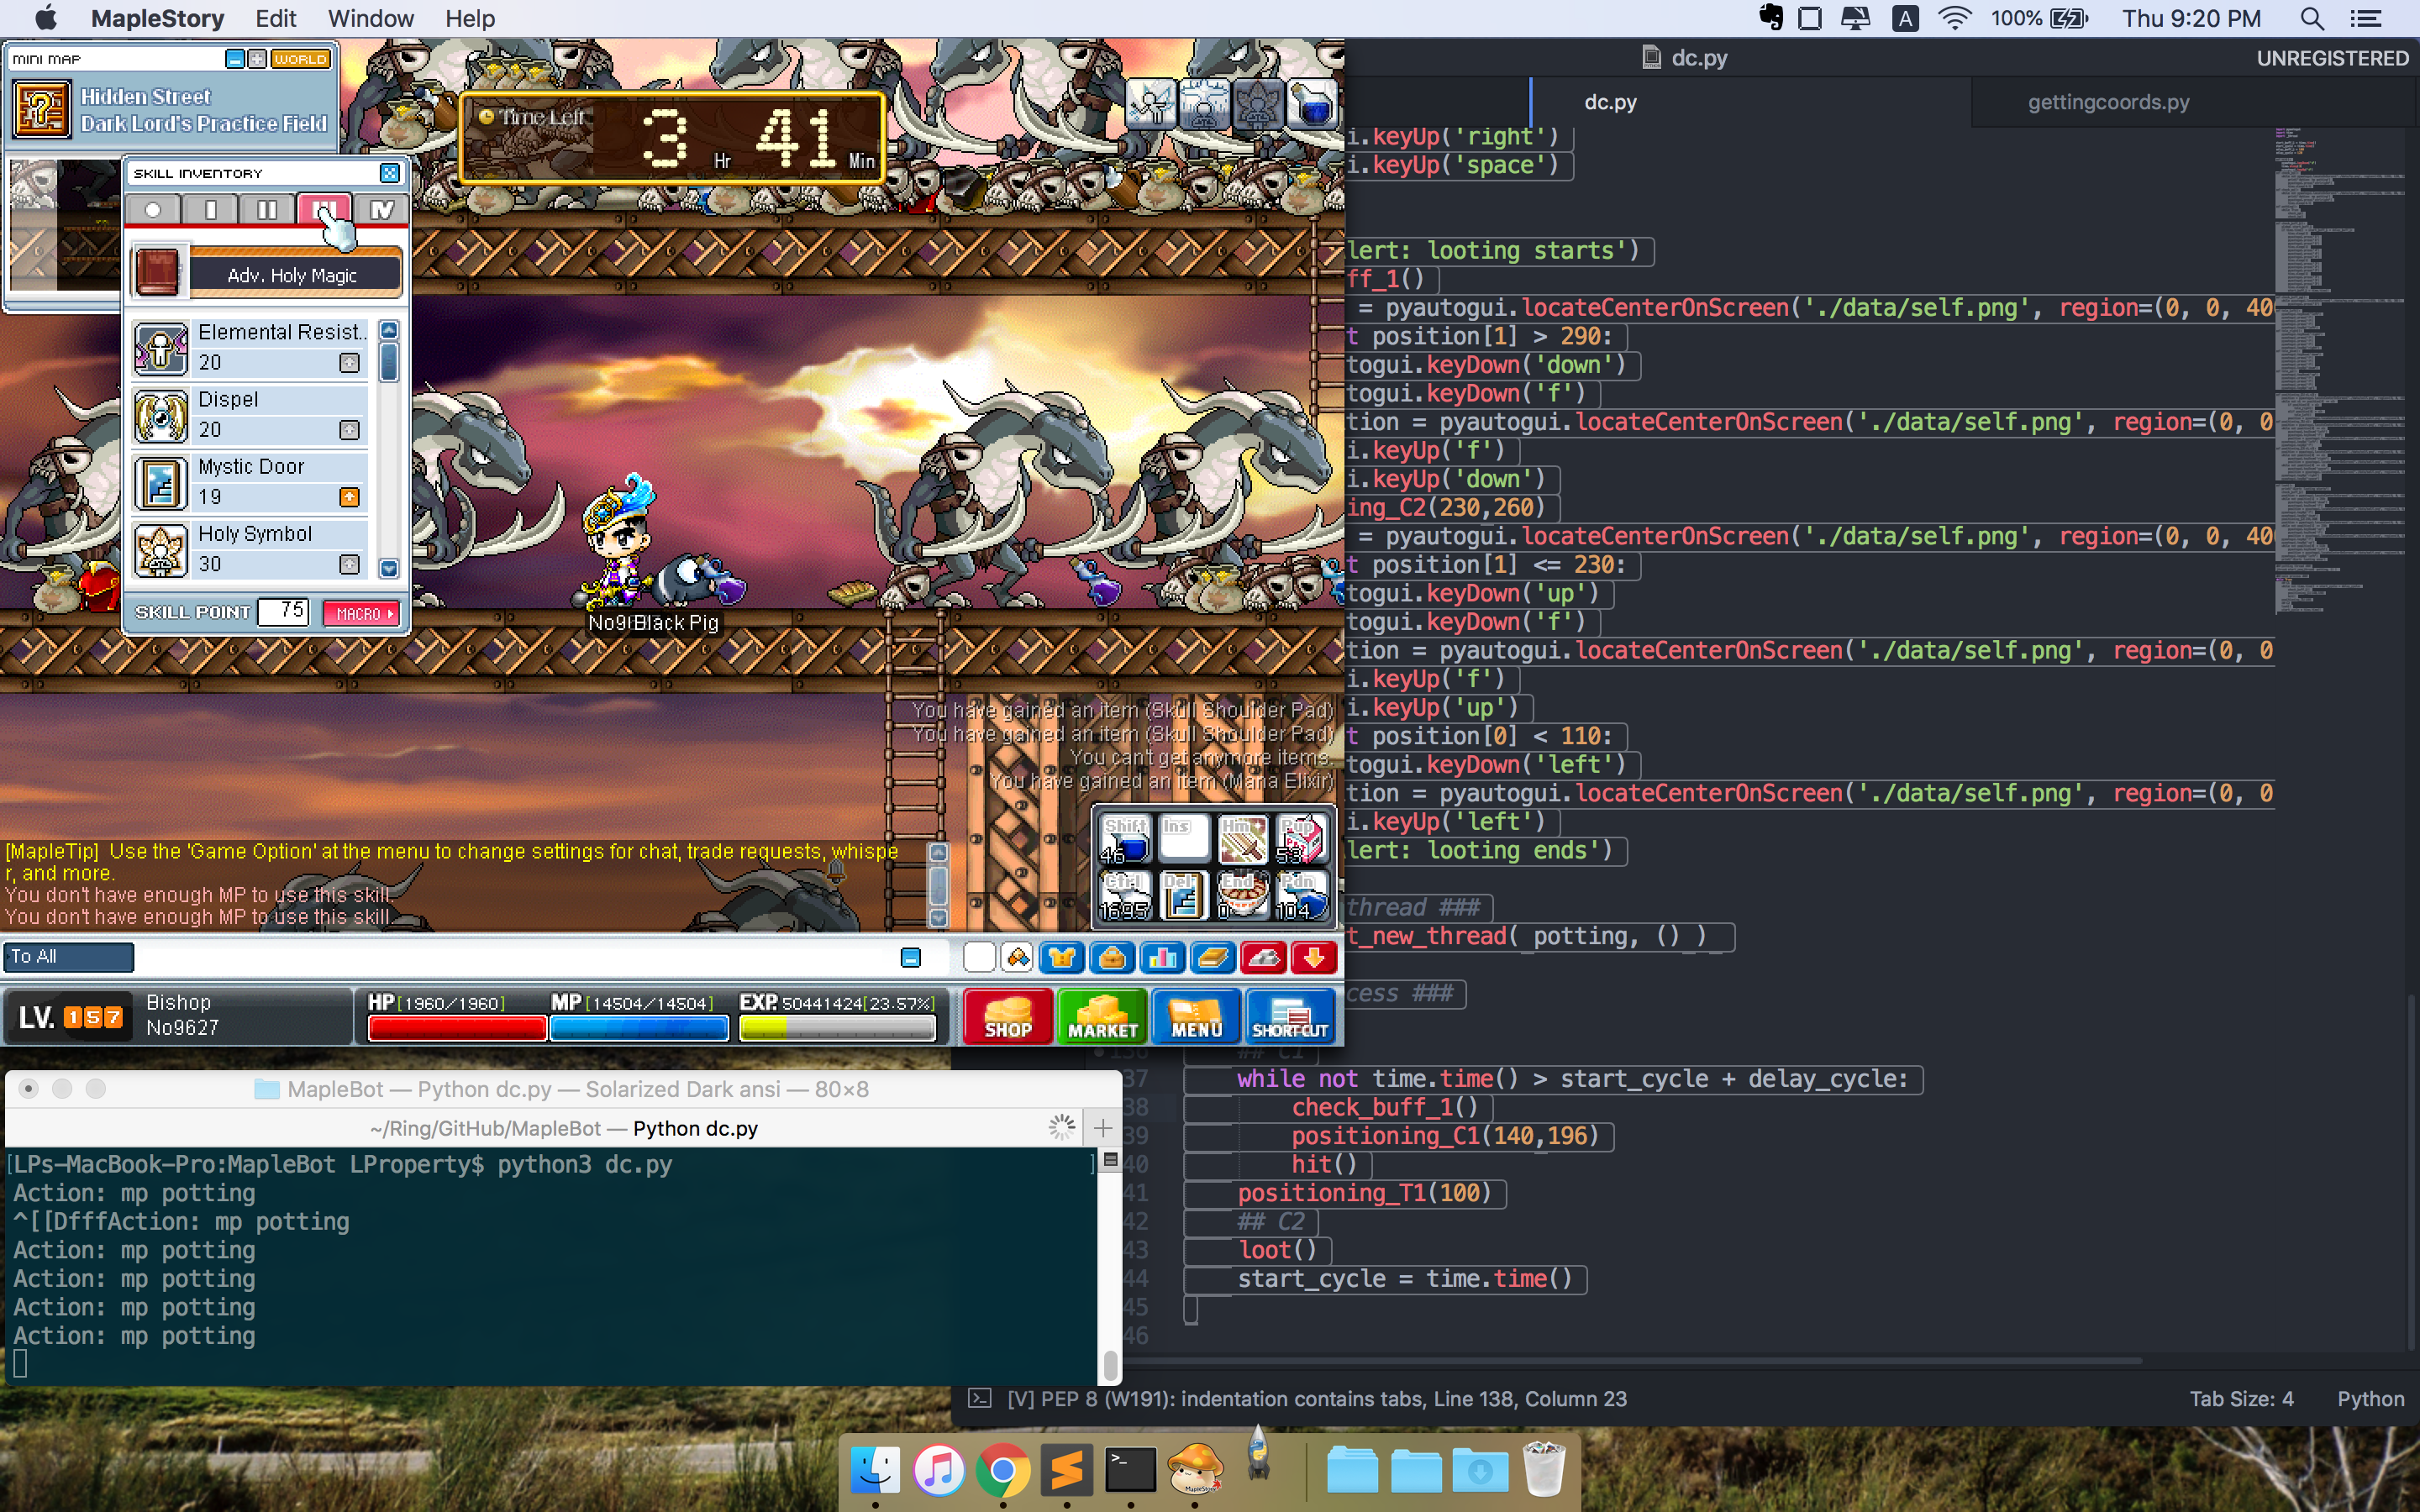 MapleStory Edit Window Help
A 100% Thu 9:20 PM
MINI MAP WORLD
Hidden Street
Dark Lord's Practice Field
Time Left 3 Hr 41 Min
SKILL INVENTORY
I II III IV
Adv. Holy Magic
Elemental Resist..
20
Dispel
20
Mystic Door
19
Holy Symbol
30
SKILL POINT 75 MACRO
Black Pig
You have gained an item (Skull Shoulder Pad)
You have gained an item (Skull Shoulder Pad)
You can't get anymore items.
You have gained an item (Mana Elixir)
Shift Ins Hm Pup
46 53
Ctrl Del End Pdn
1695 0 104
[MapleTip] Use the 'Game Option' at the menu to change settings for chat, trade requests, whispe
r, and more.
You don't have enough MP to use this skill.
You don't have enough MP to use this skill.
To All
LV. 157
Bishop
No9627
HP[1960/1960] MP[14504/14504] EXP. 50441424[23.57%]
SHOP MARKET MENU SHORTCUT
dc.py
UNREGISTERED
dc.py gettingcoords.py
i.keyUp('right')
i.keyUp('space')
lert: looting starts')
ff_1()
= pyautogui.locateCenterOnScreen('./data/self.png', region=(0, 0, 40
t position[1] > 290:
togui.keyDown('down')
togui.keyDown('f')
tion = pyautogui.locateCenterOnScreen('./data/self.png', region=(0, 0
i.keyUp('f')
i.keyUp('down')
ing_C2(230,260)
= pyautogui.locateCenterOnScreen('./data/self.png', region=(0, 0, 40
t position[1] <= 230:
togui.keyDown('up')
togui.keyDown('f')
tion = pyautogui.locateCenterOnScreen('./data/self.png', region=(0, 0
i.keyUp('f')
i.keyUp('up')
t position[0] < 110:
togui.keyDown('left')
tion = pyautogui.locateCenterOnScreen('./data/self.png', region=(0, 0
i.keyUp('left')
lert: looting ends')
thread ###
t_new_thread( potting, () )
cess ###
## C1
37 while not time.time() > start_cycle + delay_cycle:
38 check_buff_1()
39 positioning_C1(140,196)
40 hit()
41 positioning_T1(100)
42 ## C2
43 loot()
44 start_cycle = time.time()
45
46
[V] PEP 8 (W191): indentation contains tabs, Line 138, Column 23
Tab Size: 4 Python
MapleBot — Python dc.py — Solarized Dark ansi — 80×8
~/Ring/GitHub/MapleBot — Python dc.py
[LPs-MacBook-Pro:MapleBot LProperty$ python3 dc.py ]
Action: mp potting
^[[DfffAction: mp potting
Action: mp potting
Action: mp potting
Action: mp potting
Action: mp potting